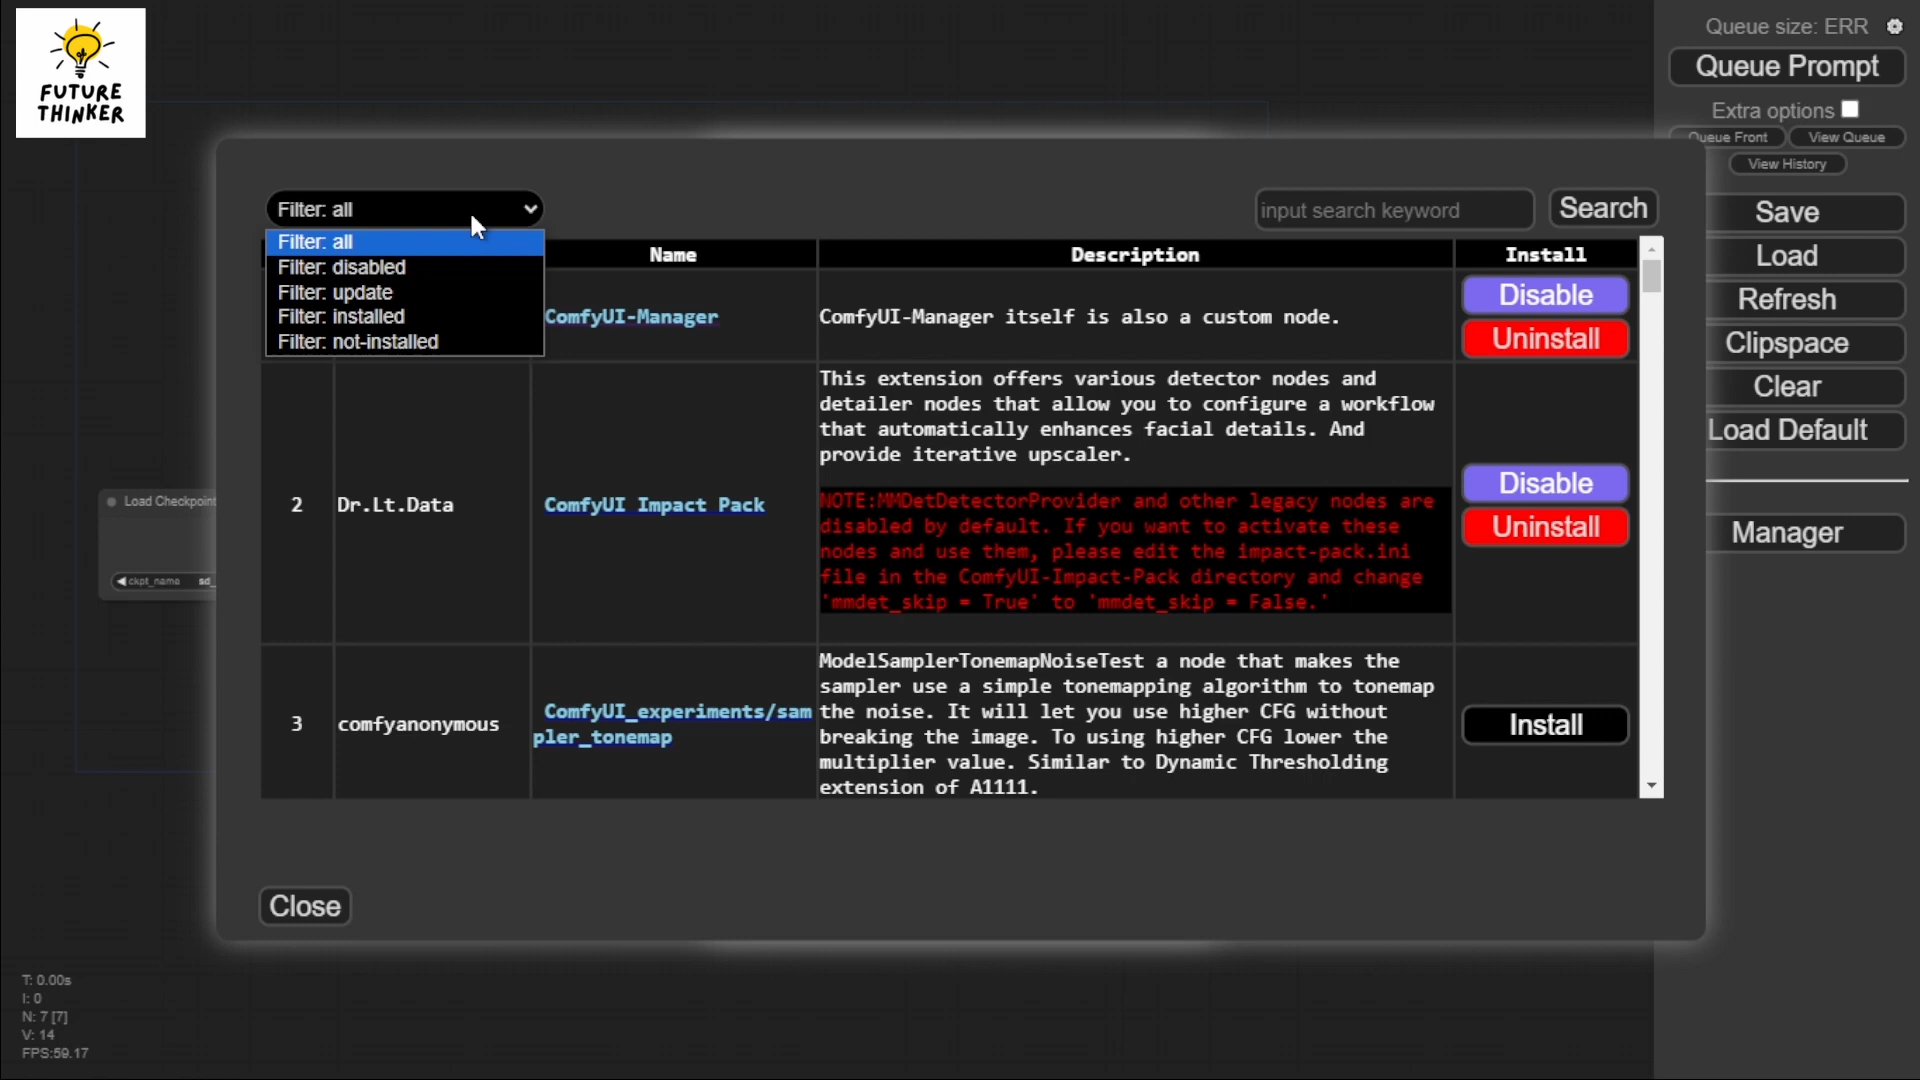 FUTURE
THINKER
Queue size: ERR
Queue Prompt
Extra options
Queue Front
View Queue
View History
Save
Load
Refresh
Clipspace
Clear
Load Default
Manager
Filter: all
Filter: all
Filter: disabled
Filter: update
Filter: installed
Filter: not-installed
input search keyword
Search
Name
Description
Install
ComfyUI-Manager
ComfyUI-Manager itself is also a custom node.
Disable
Uninstall
2
Dr.Lt.Data
ComfyUI Impact Pack
This extension offers various detector nodes and
detailer nodes that allow you to configure a workflow
that automatically enhances facial details. And
provide iterative upscaler.
NOTE:MMDetDetectorProvider and other legacy nodes are
disabled by default. If you want to activate these
nodes and use them, please edit the impact-pack.ini
file in the ComfyUI-Impact-Pack directory and change
'mmdet_skip = True' to 'mmdet_skip = False.'
Disable
Uninstall
3
comfyanonymous
ComfyUI_experiments/sam
pler_tonemap
ModelSamplerTonemapNoiseTest a node that makes the
sampler use a simple tonemapping algorithm to tonemap
the noise. It will let you use higher CFG without
breaking the image. To using higher CFG lower the
multiplier value. Similar to Dynamic Thresholding
extension of A1111.
Install
Load Checkpoint
ckpt_name sd_
Close
T: 0.00s
I: 0
N: 7 [7]
V: 14
FPS:59.17